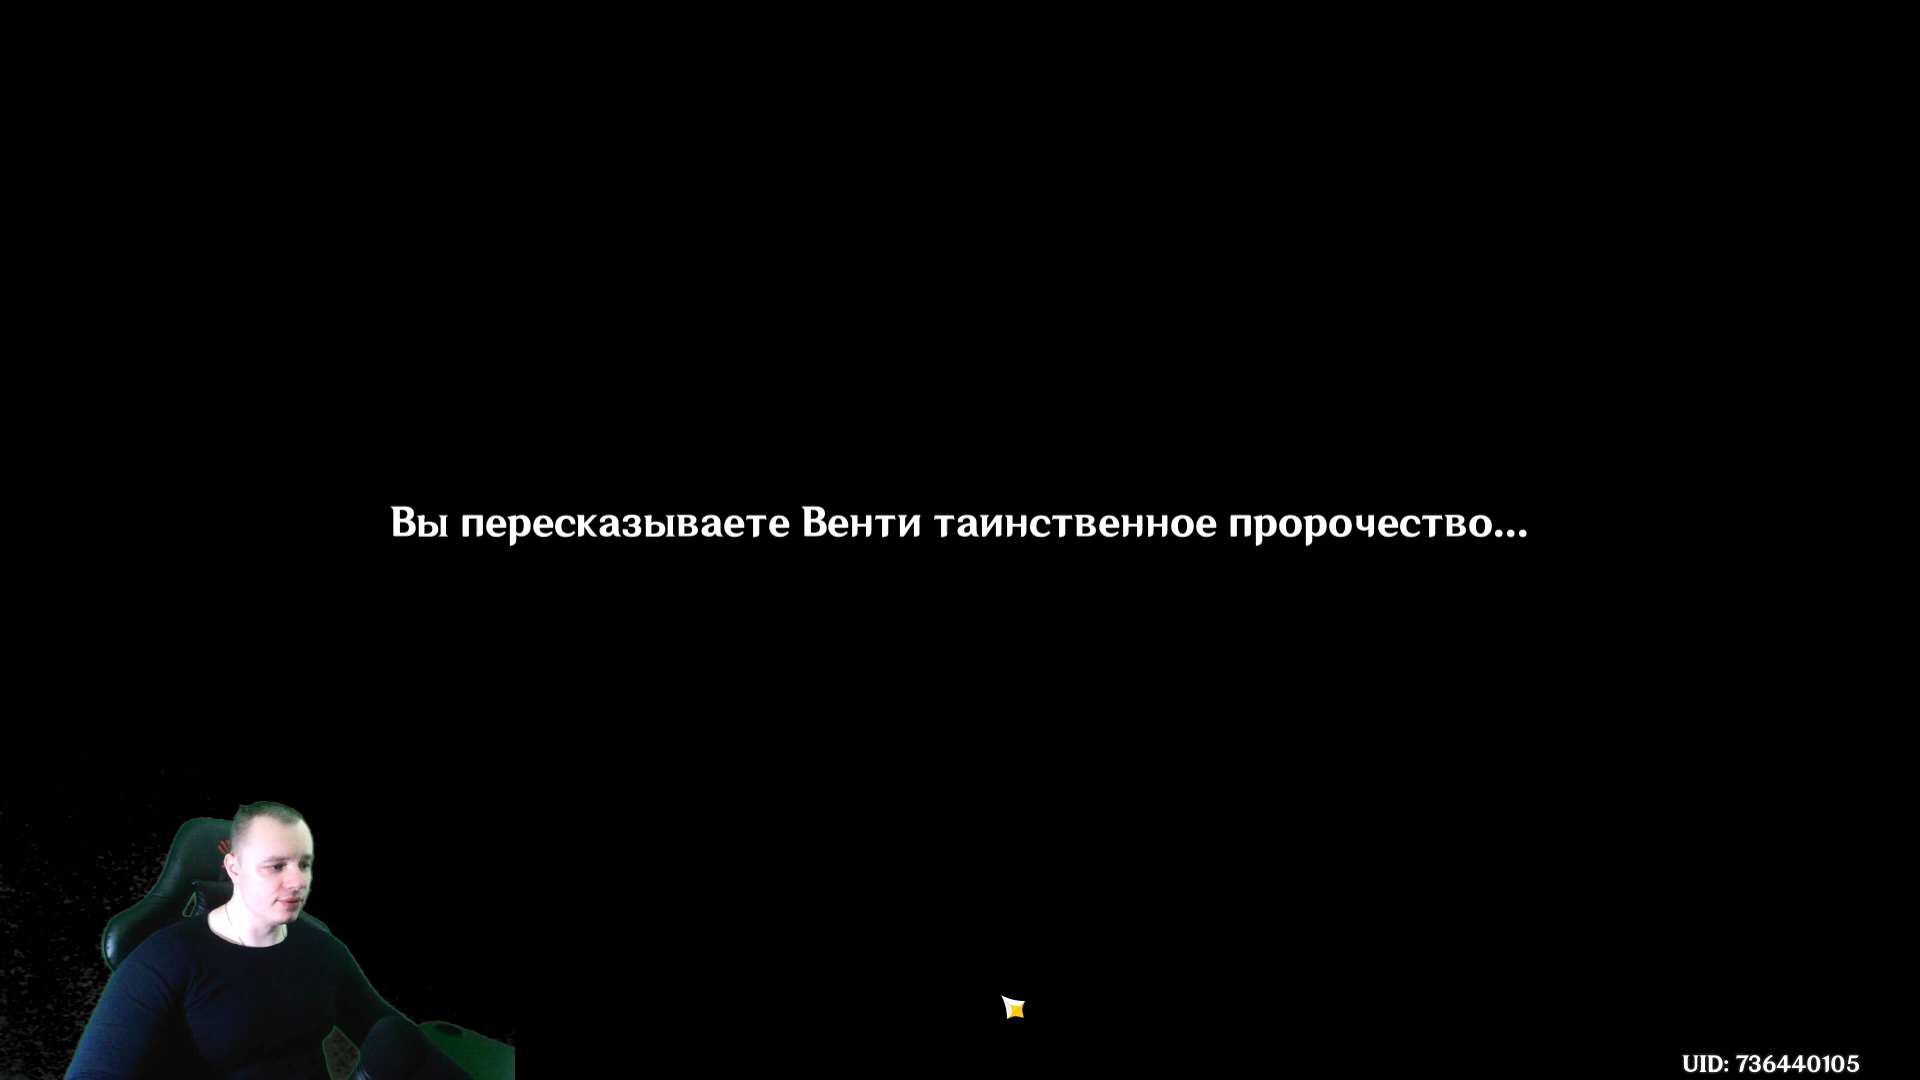 Вы пересказываете Венти таинственное пророчество...
UID: 736440105